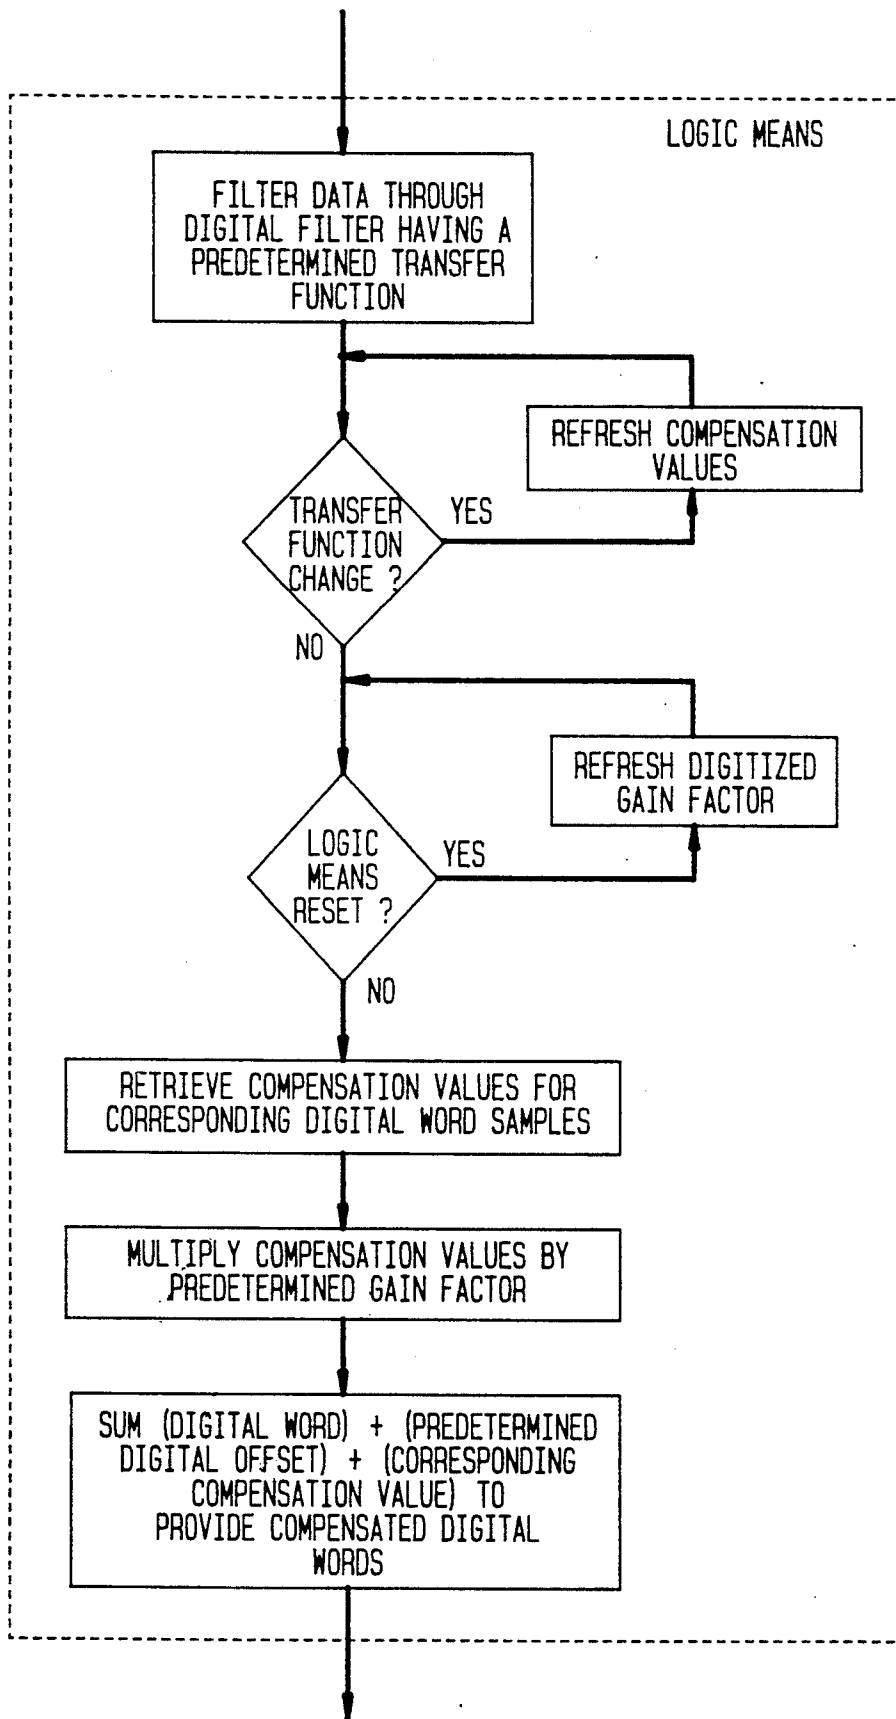 LOGIC MEANS
FILTER DATA THROUGH
DIGITAL FILTER HAVING A
PREDETERMINED TRANSFER
FUNCTION
REFRESH COMPENSATION
VALUES
TRANSFER
FUNCTION
CHANGE ?
YES
NO
REFRESH DIGITIZED
GAIN FACTOR
LOGIC
MEANS
RESET ?
YES
NO
RETRIEVE COMPENSATION VALUES FOR
CORRESPONDING DIGITAL WORD SAMPLES
MULTIPLY COMPENSATION VALUES BY
PREDETERMINED GAIN FACTOR
SUM (DIGITAL WORD) + (PREDETERMINED
DIGITAL OFFSET) + (CORRESPONDING
COMPENSATION VALUE) TO
PROVIDE COMPENSATED DIGITAL
WORDS